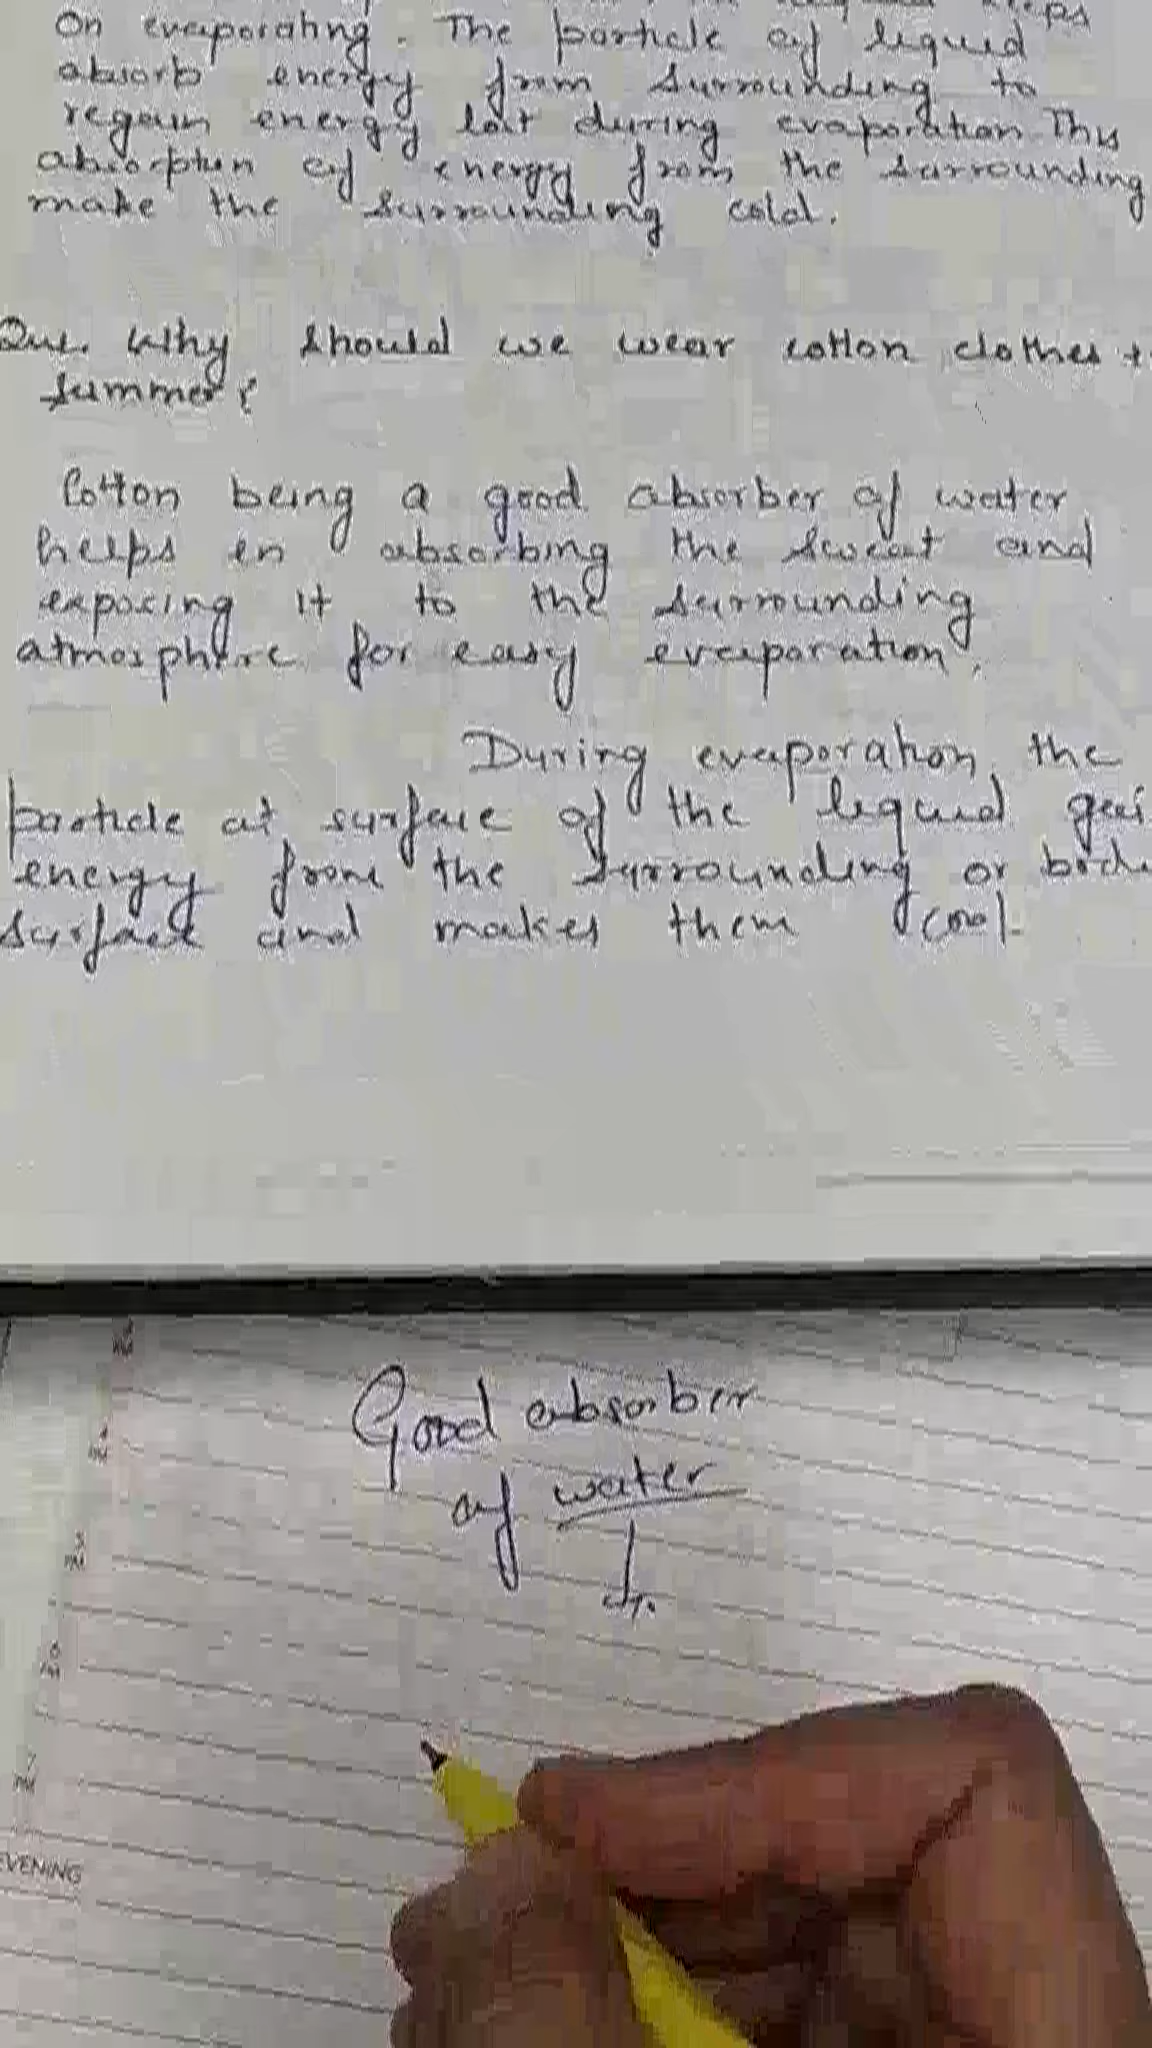 On evaporating. The particle of liquid
absorb energy from surrounding to
regain energy lost during evaporation. This
absorption of energy from the surrounding
make the surrounding cold.
Que. Why should we wear cotton clothes
summer?
Cotton being a good absorber of water
helps in absorbing the sweat and
exposing it to the surrounding
atmosphere for easy evaporation.
During evaporation, the
particle at surface of the liquid
energy from the surrounding or
surface and makes them cool.
Good absorber
of water
EVENING